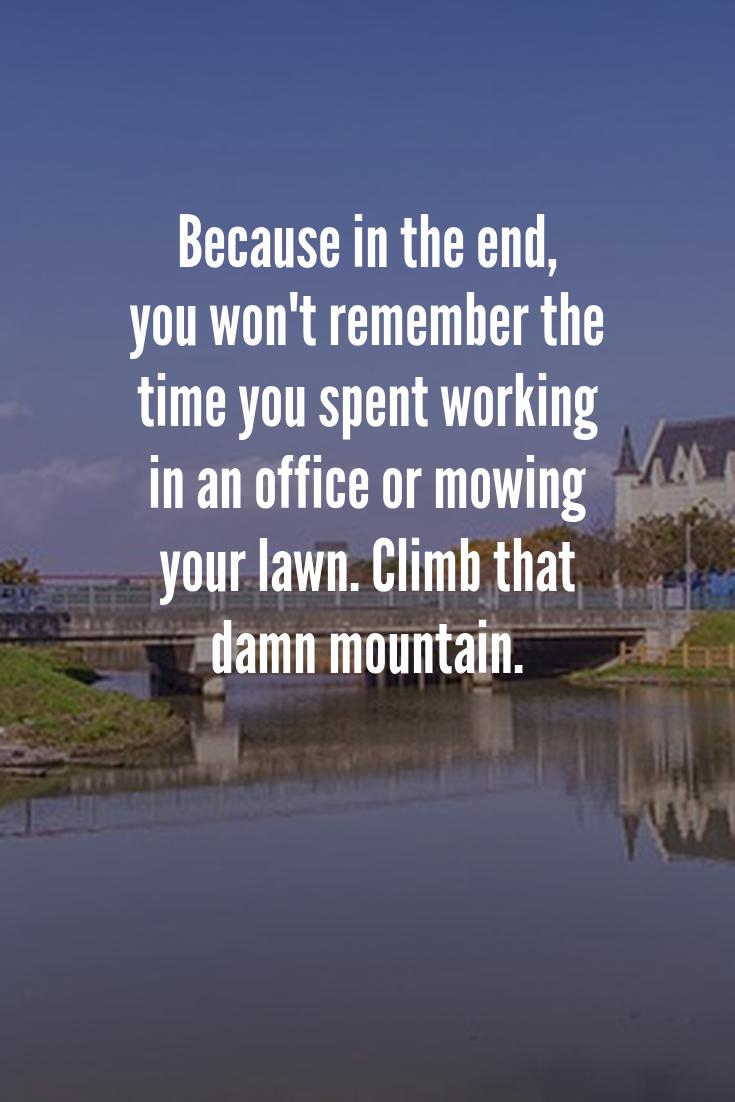 Because in the end,
you won't remember the
time you spent working
in an office or mowing
your lawn. Climb that
damn mountain.